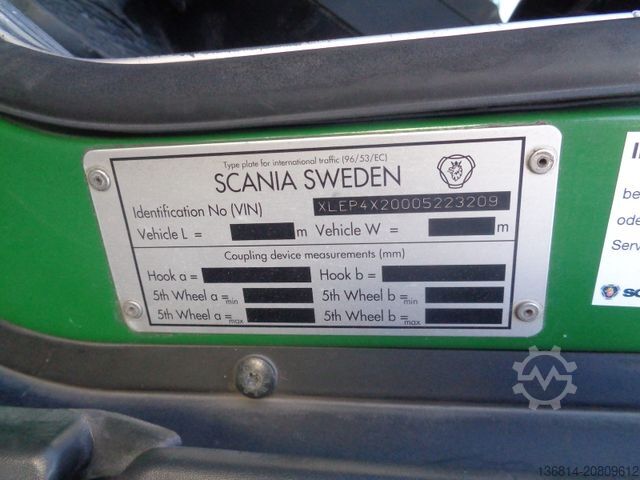 Type plate for international traffic (96/53/EC)
SCANIA SWEDEN
Identification No (VIN) XLEP4X20005223209
Vehicle L = m Vehicle W = m
Coupling device measurements (mm)
Hook a = Hook b =
5th Wheel a =min 5th Wheel b =min
5th Wheel a =max 5th Wheel b =max
be
ode
Serv
136814-20809612